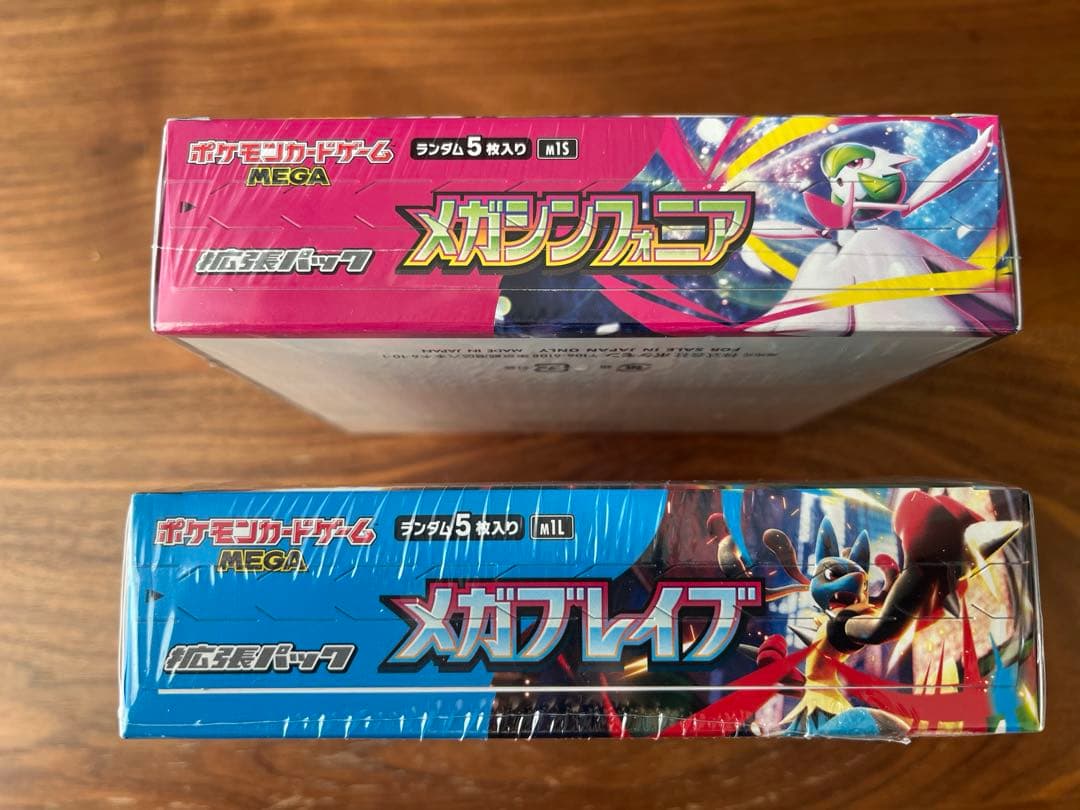 ポケモンカードゲーム
MEGA
ランダム5枚入り M1S
メガシンフォニア
拡張パック
FOR SALE IN JAPAN ONLY MADE IN JAPAN
ポケモンカードゲーム
MEGA
ランダム5枚入り M1L
メガブレイブ
拡張パック